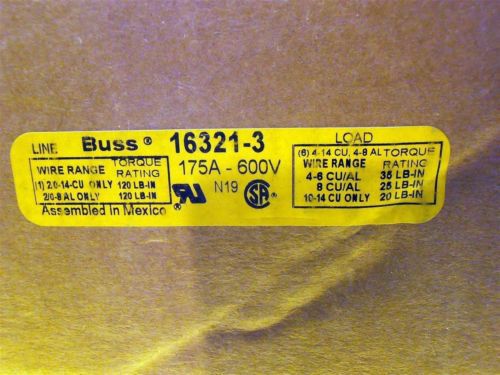 LINE Buss® 16321-3 LOAD
175A - 600V
N19
WIRE RANGE TORQUE RATING
(1) 2/0-14-CU ONLY 120 LB-IN
2/0-8 AL ONLY 120 LB-IN
Assembled in Mexico
(6) 4-14 CU, 4-8 AL TORQUE
WIRE RANGE RATING
4-6 CU/AL 35 LB-IN
8 CU/AL 25 LB-IN
10-14 CU ONLY 20 LB-IN